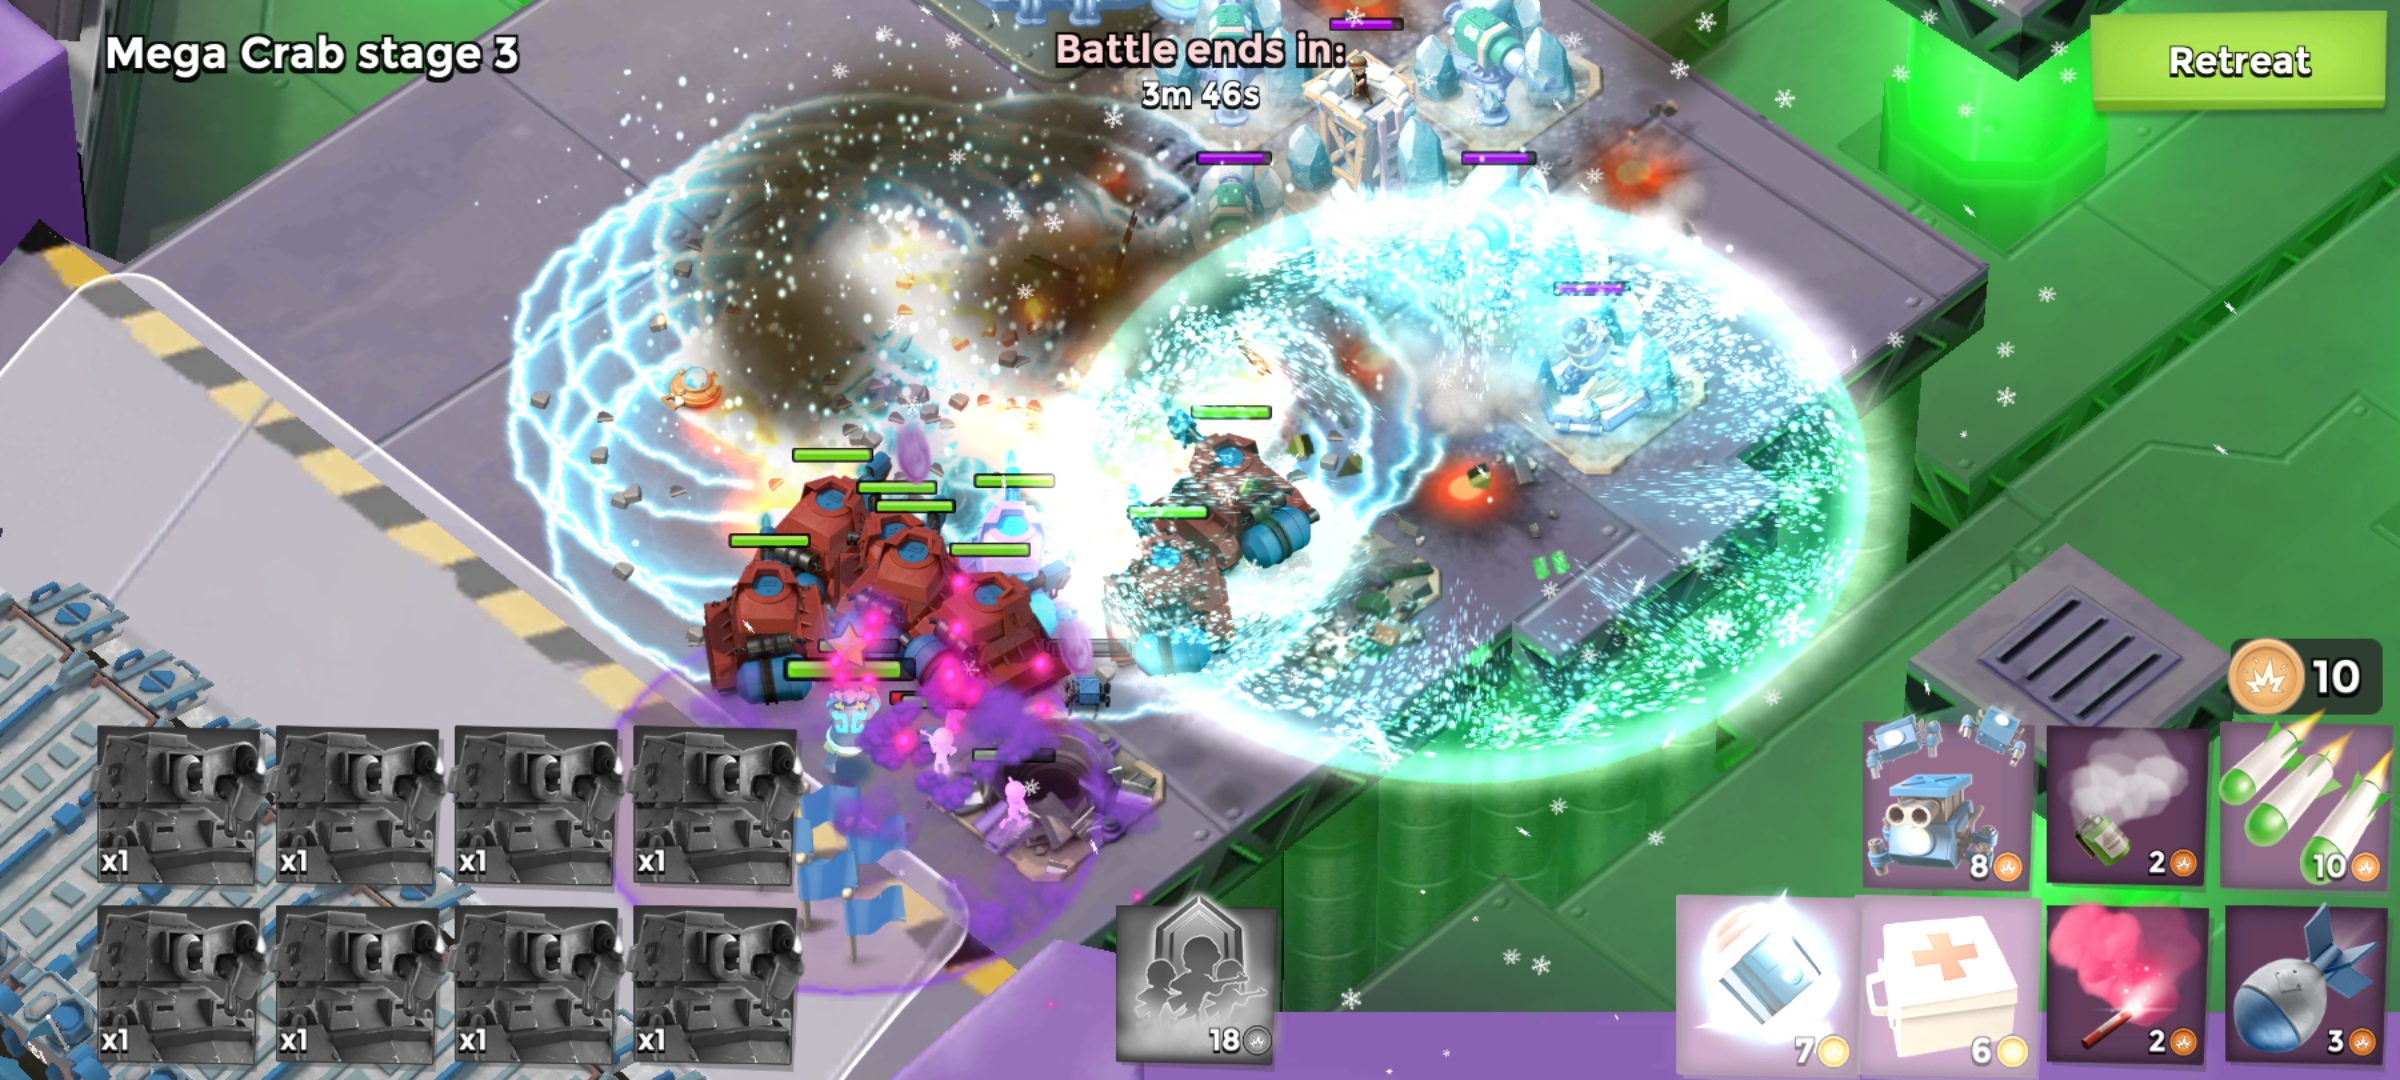 Mega Crab stage 3
Battle ends in:
3m 46s
Retreat
10
8
2
10
x1
x1
x1
x1
x1
x1
x1
x1
18
7
6
2
3